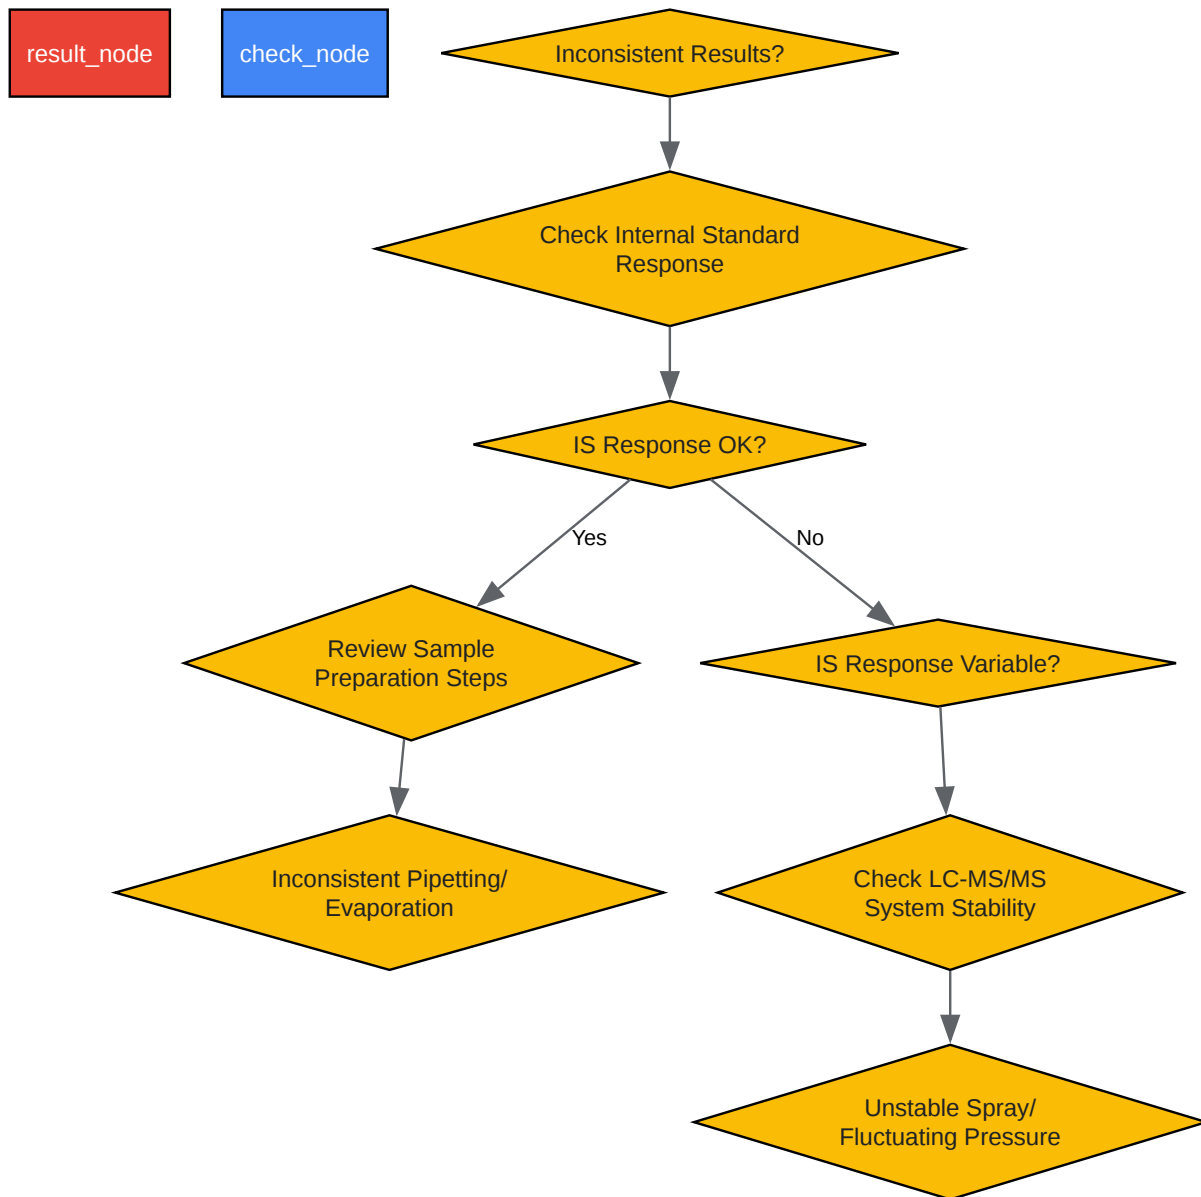 result_node
check_node
Inconsistent Results?
Check Internal Standard
Response
IS Response OK?
Yes
No
Review Sample
Preparation Steps
IS Response Variable?
Inconsistent Pipetting/
Evaporation
Check LC-MS/MS
System Stability
Unstable Spray/
Fluctuating Pressure